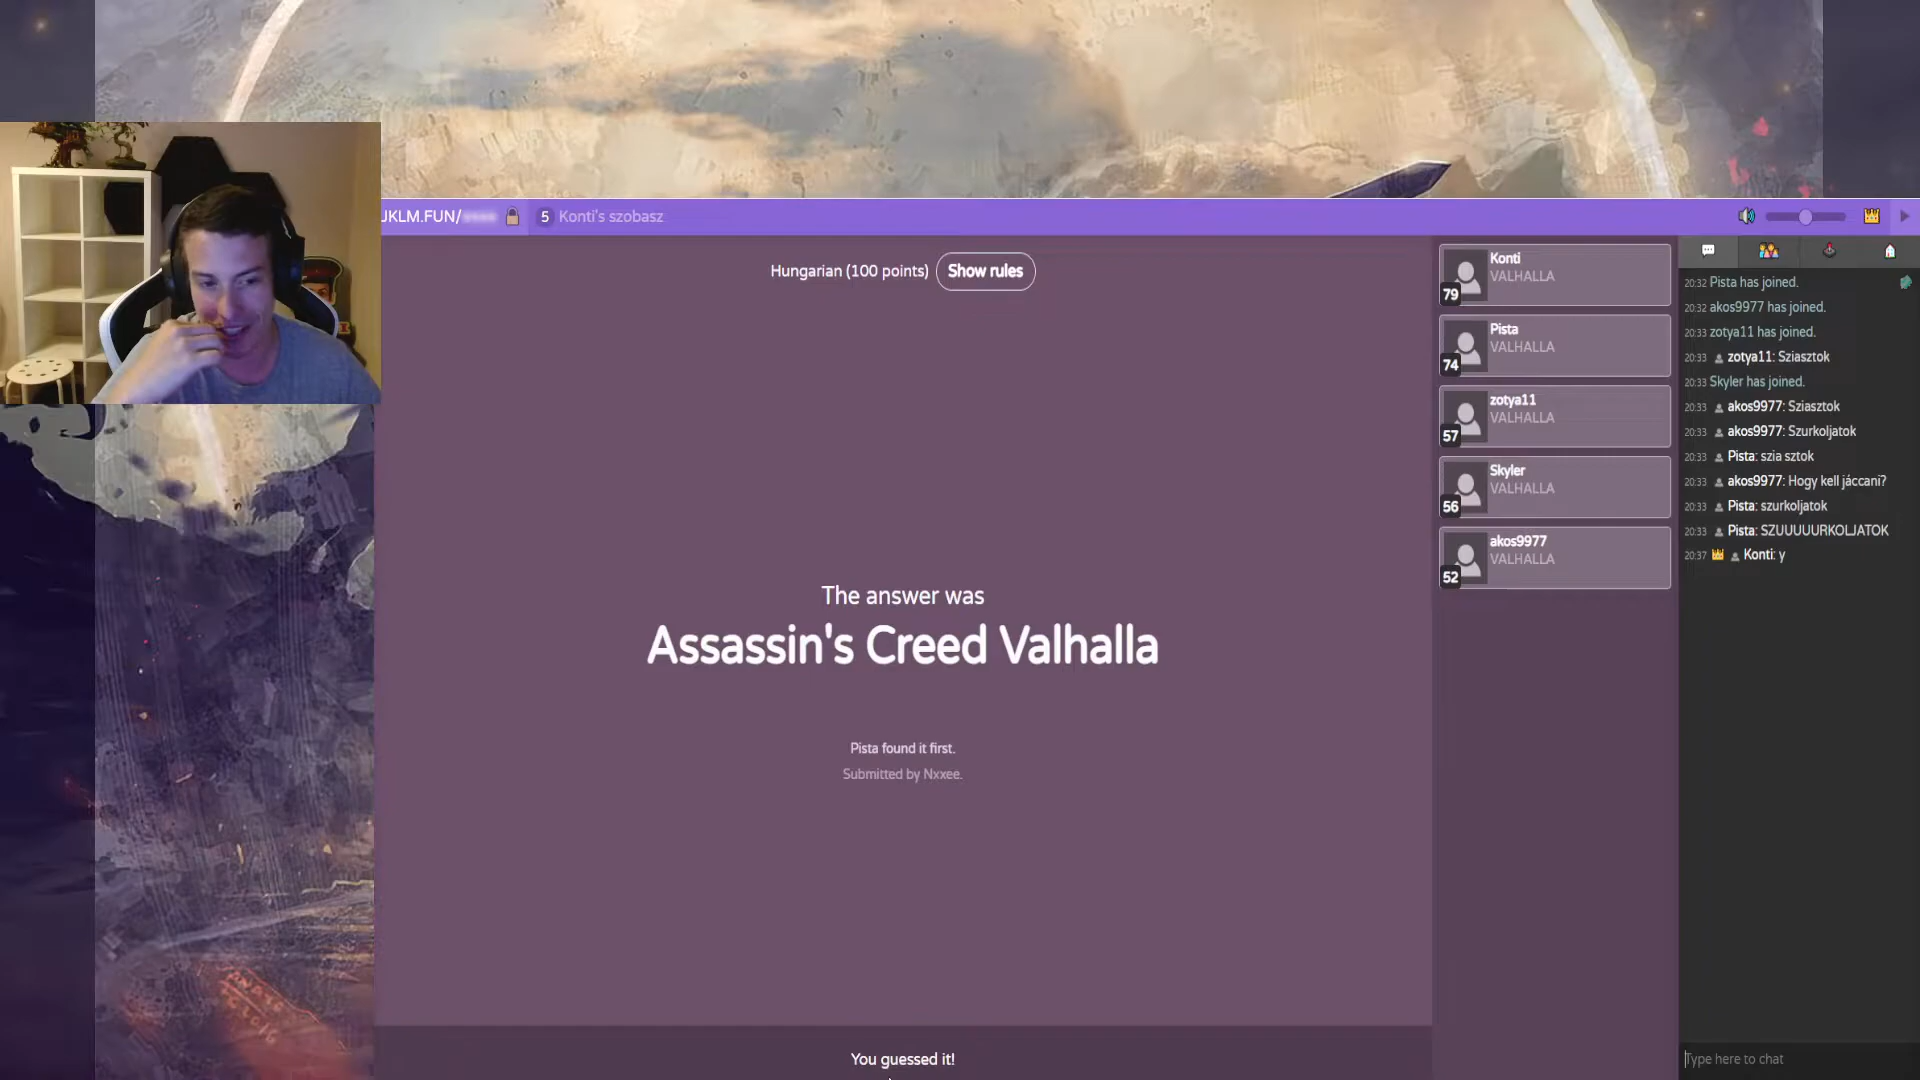 JKLM.FUN/
5 Konti's szobasz
Hungarian (100 points) Show rules
The answer was
Assassin's Creed Valhalla
Pista found it first.
Submitted by Nxxee.
You guessed it!
Konti
VALHALLA
79
Pista
VALHALLA
74
zotya11
VALHALLA
57
Skyler
VALHALLA
56
akos9977
VALHALLA
52
20:32 Pista has joined.
20:32 akos9977 has joined.
20:33 zotya11 has joined.
20:33 zotya11: Sziasztok
20:33 Skyler has joined.
20:33 akos9977: Sziasztok
20:33 akos9977: Szurkoljatok
20:33 Pista: szia sztok
20:33 akos9977: Hogy kell jáccani?
20:33 Pista: szurkoljatok
20:33 Pista: SZUUUUURKOLJATOK
20:37 Konti: y
Type here to chat